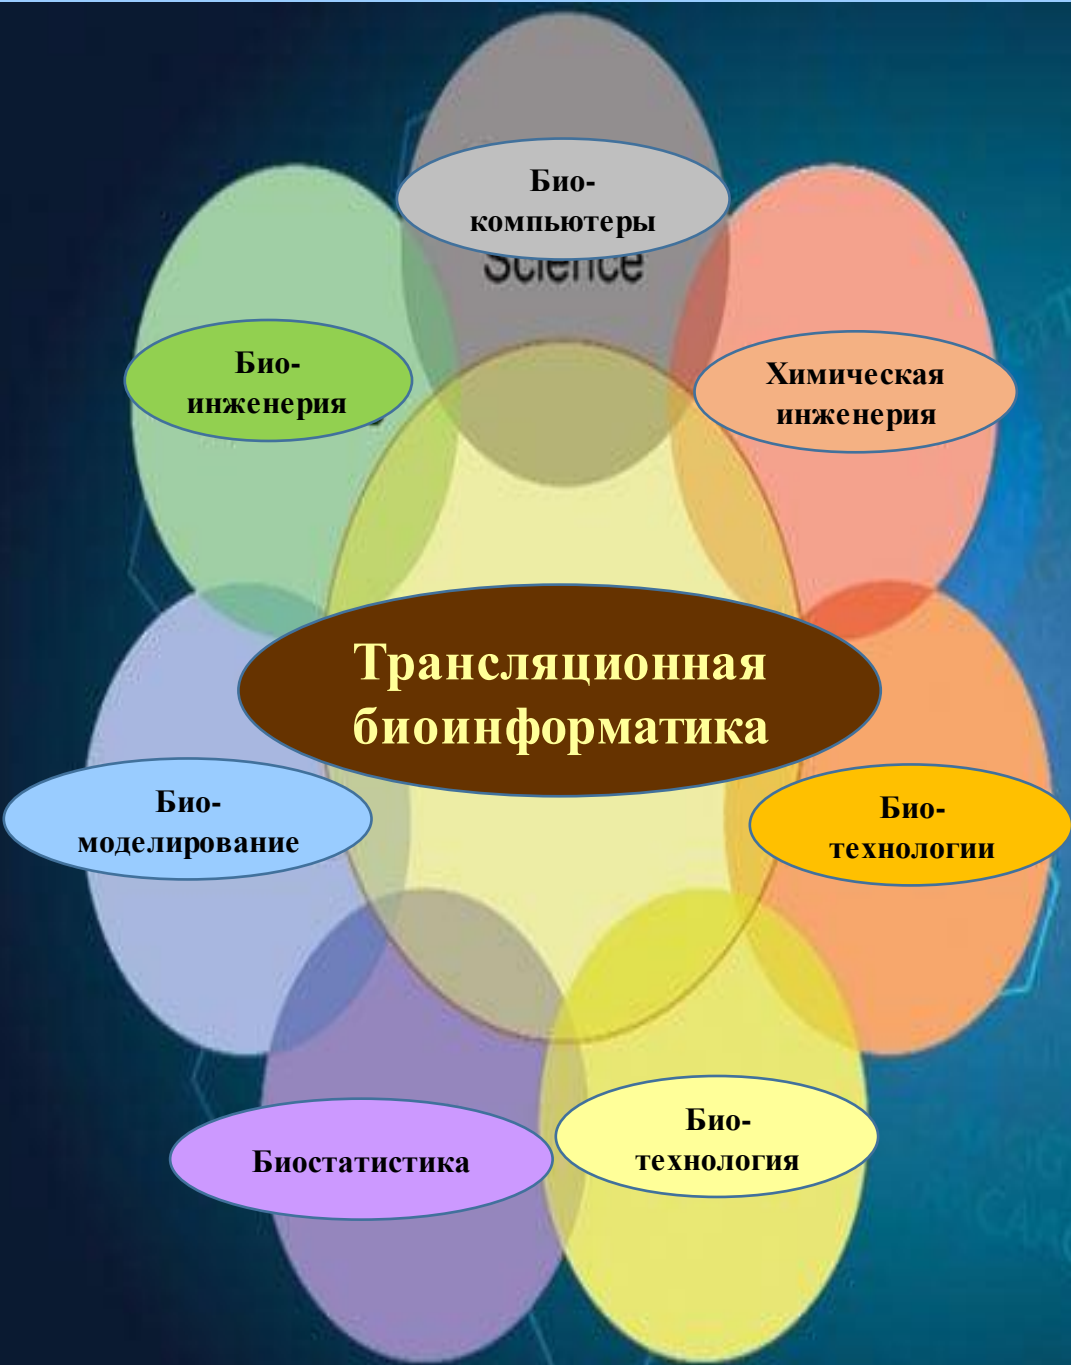 Био-
компьютеры
Science
Био-
инженерия
Химическая
инженерия
Трансляционная
биоинформатика
Био-
моделирование
Био-
технологии
Био-
технология
Биостатистика